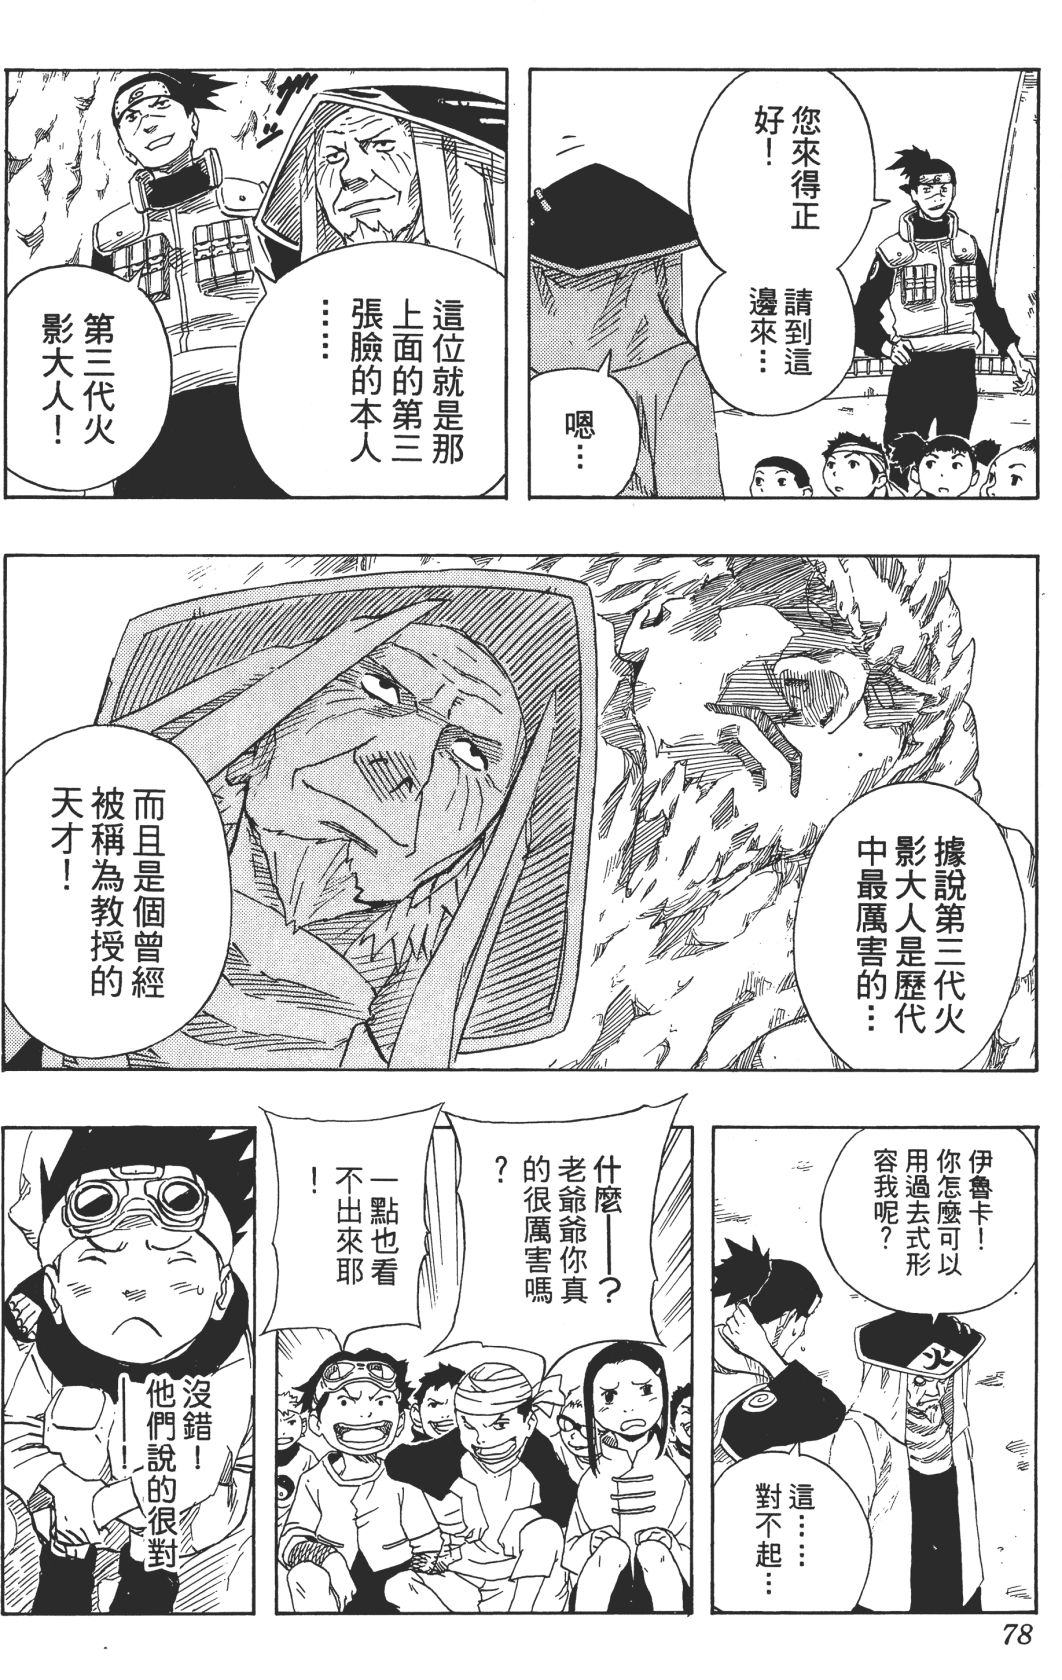 您來得正
好！
請到這
邊來…
嗯…
這位就是那
上面的第三
張臉的本人
……
第三代火
影大人！
據說第三代火
影大人是歷代
中最厲害的…
而且是個曾經
被稱為教授的
天才！
伊魯卡！
你怎麼可以
用過去式形
容我呢？
火
這……
對不起…
什麼──？
老爺爺你真
的很厲害嗎
？
一點也看
不出來耶
！
沒錯！
他們說的很對
──！
78